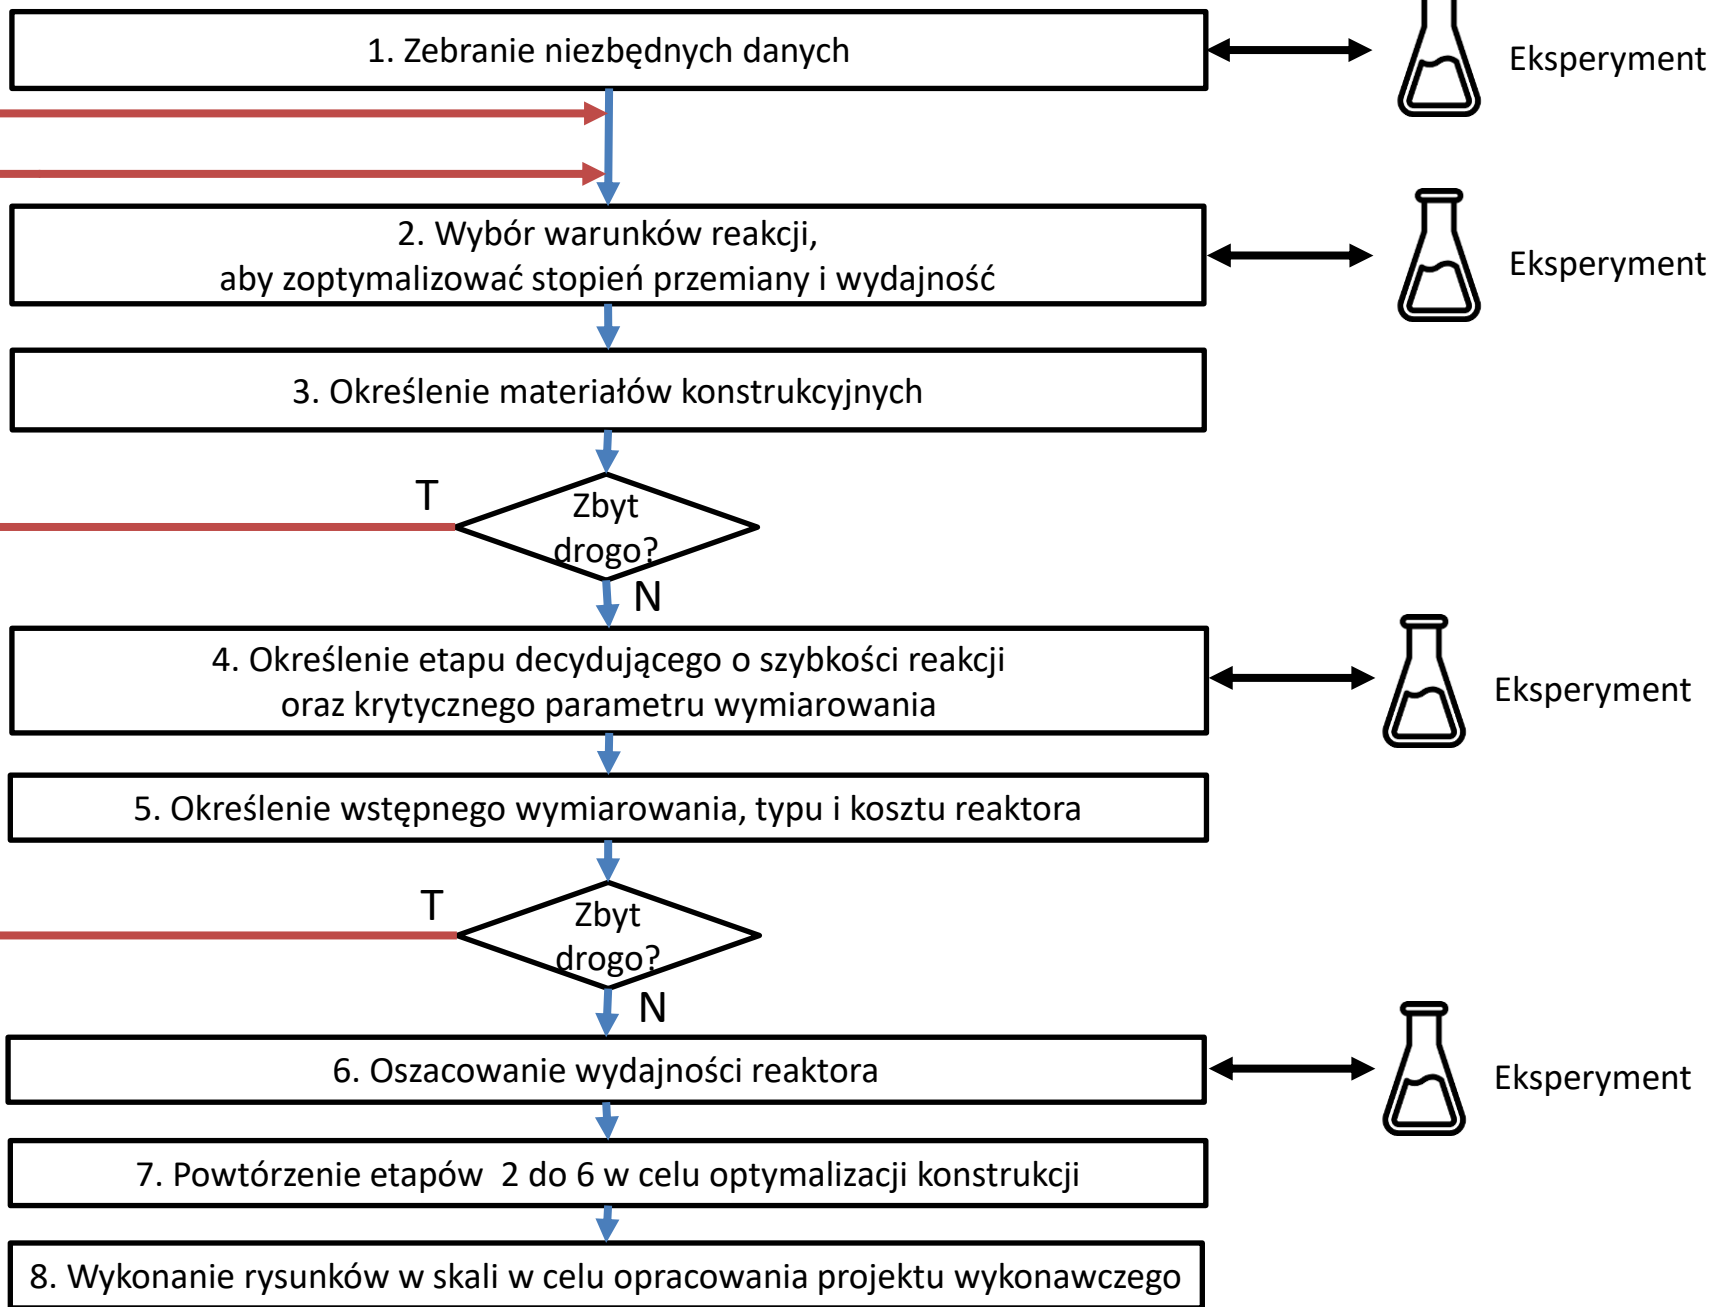 1. Zebranie niezbędnych danych
Eksperyment
2. Wybór warunków reakcji,
aby zoptymalizować stopień przemiany i wydajność
Eksperyment
3. Określenie materiałów konstrukcyjnych
T
Zbyt
drogo?
N
4. Określenie etapu decydującego o szybkości reakcji
oraz krytycznego parametru wymiarowania
Eksperyment
5. Określenie wstępnego wymiarowania, typu i kosztu reaktora
T
Zbyt
drogo?
N
6. Oszacowanie wydajności reaktora
Eksperyment
7. Powtórzenie etapów  2 do 6 w celu optymalizacji konstrukcji
8. Wykonanie rysunków w skali w celu opracowania projektu wykonawczego